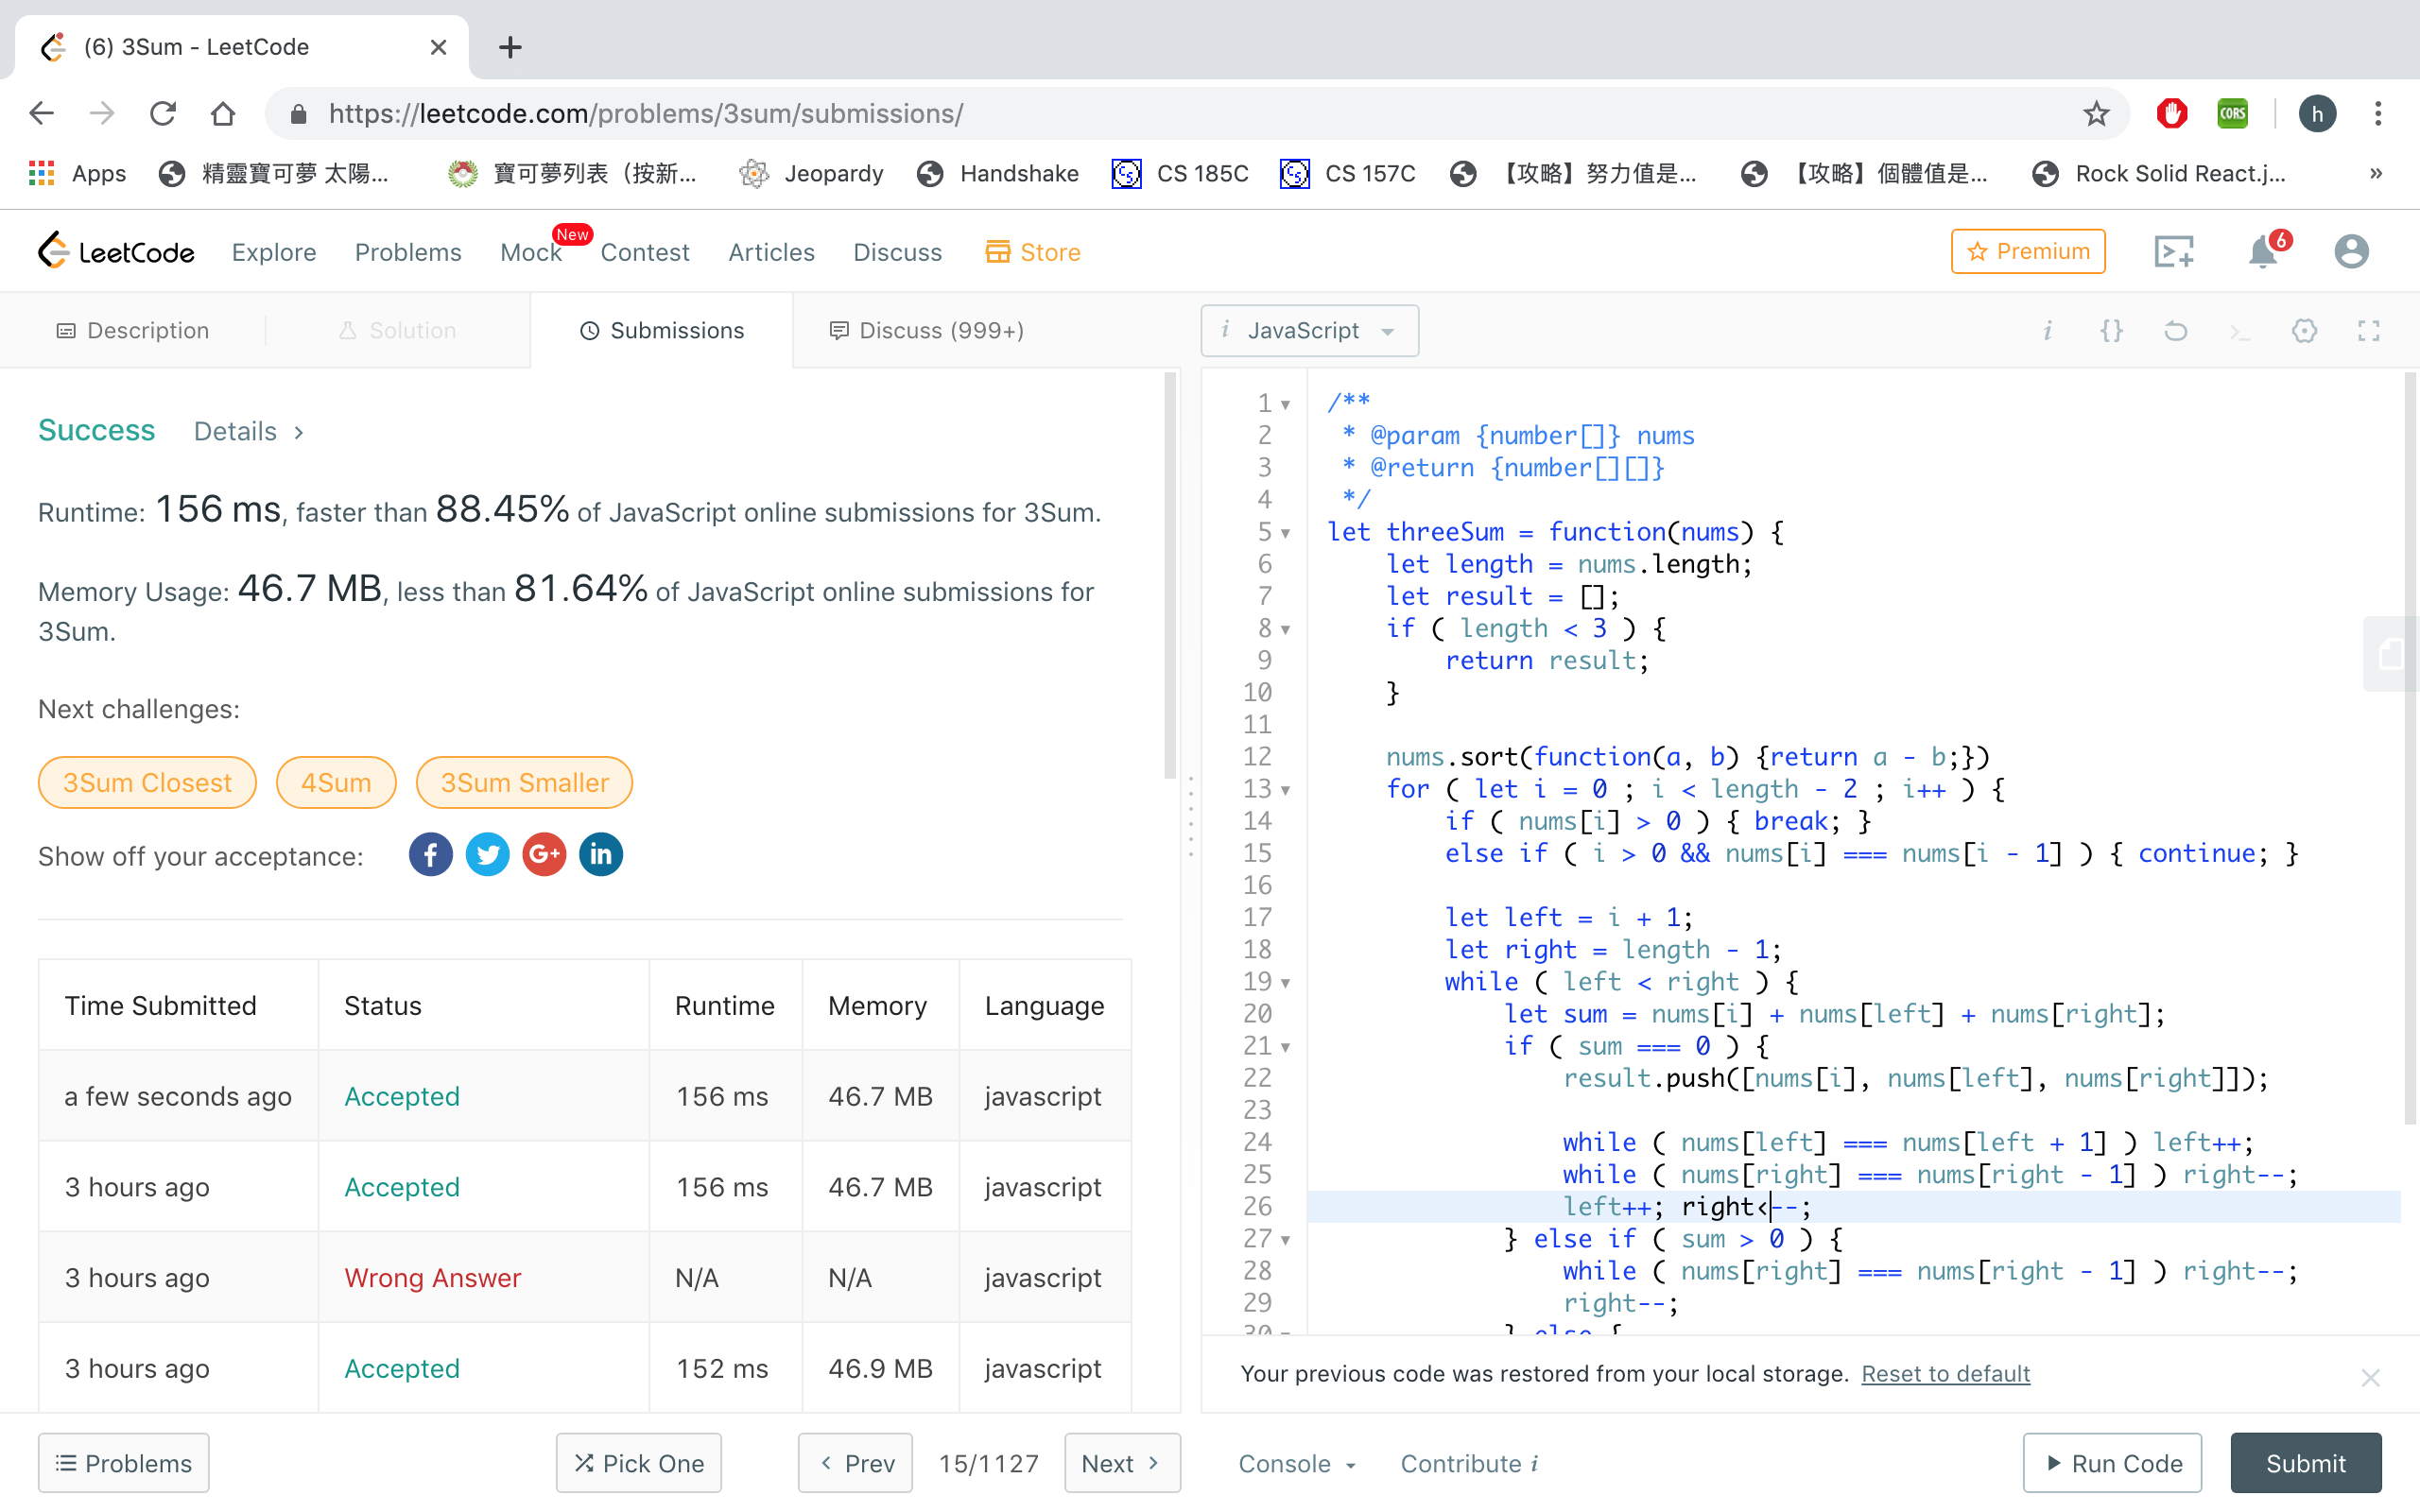 (6) 3Sum - LeetCode
https://leetcode.com/problems/3sum/submissions/
Apps 精靈寶可夢 太陽... 寶可夢列表（按新... Jeopardy Handshake CS 185C CS 157C 【攻略】努力值是... 【攻略】個體值是... Rock Solid React.j... »
CORS
h
LeetCode Explore Problems Mock New Contest Articles Discuss Store Premium 6
Description Solution Submissions Discuss (999+)
Success Details >
Runtime: 156 ms, faster than 88.45% of JavaScript online submissions for 3Sum.
Memory Usage: 46.7 MB, less than 81.64% of JavaScript online submissions for
3Sum.
Next challenges:
3Sum Closest 4Sum 3Sum Smaller
Show off your acceptance: f G+ in
Time Submitted Status Runtime Memory Language
a few seconds ago Accepted 156 ms 46.7 MB javascript
3 hours ago Accepted 156 ms 46.7 MB javascript
3 hours ago Wrong Answer N/A N/A javascript
3 hours ago Accepted 152 ms 46.9 MB javascript
Problems Pick One < Prev 15/1127 Next >
i JavaScript i {} >_
1 /**
2  * @param {number[]} nums
3  * @return {number[][]}
4  */
5 let threeSum = function(nums) {
6     let length = nums.length;
7     let result = [];
8     if ( length < 3 ) {
9         return result;
10     }
11
12     nums.sort(function(a, b) {return a - b;})
13     for ( let i = 0 ; i < length - 2 ; i++ ) {
14         if ( nums[i] > 0 ) { break; }
15         else if ( i > 0 && nums[i] === nums[i - 1] ) { continue; }
16
17         let left = i + 1;
18         let right = length - 1;
19         while ( left < right ) {
20             let sum = nums[i] + nums[left] + nums[right];
21             if ( sum === 0 ) {
22                 result.push([nums[i], nums[left], nums[right]]);
23
24                 while ( nums[left] === nums[left + 1] ) left++;
25                 while ( nums[right] === nums[right - 1] ) right--;
26                 left++; right<--;
27             } else if ( sum > 0 ) {
28                 while ( nums[right] === nums[right - 1] ) right--;
29                 right--;
30             } else {
Your previous code was restored from your local storage. Reset to default
Console Contribute i Run Code Submit